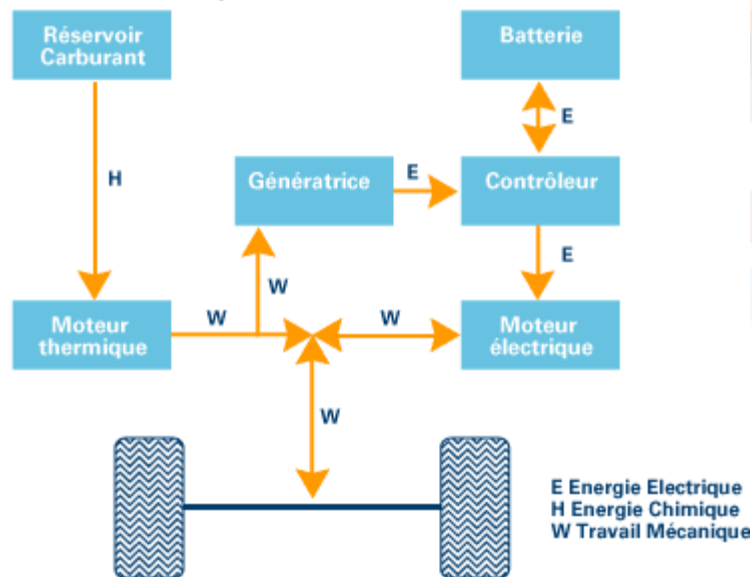 Réservoir
Carburant
Batterie
E
H
Génératrice
E
Contrôleur
E
W
Moteur
thermique
W
W
Moteur
électrique
W
E Energie Electrique
H Energie Chimique
W Travail Mécanique